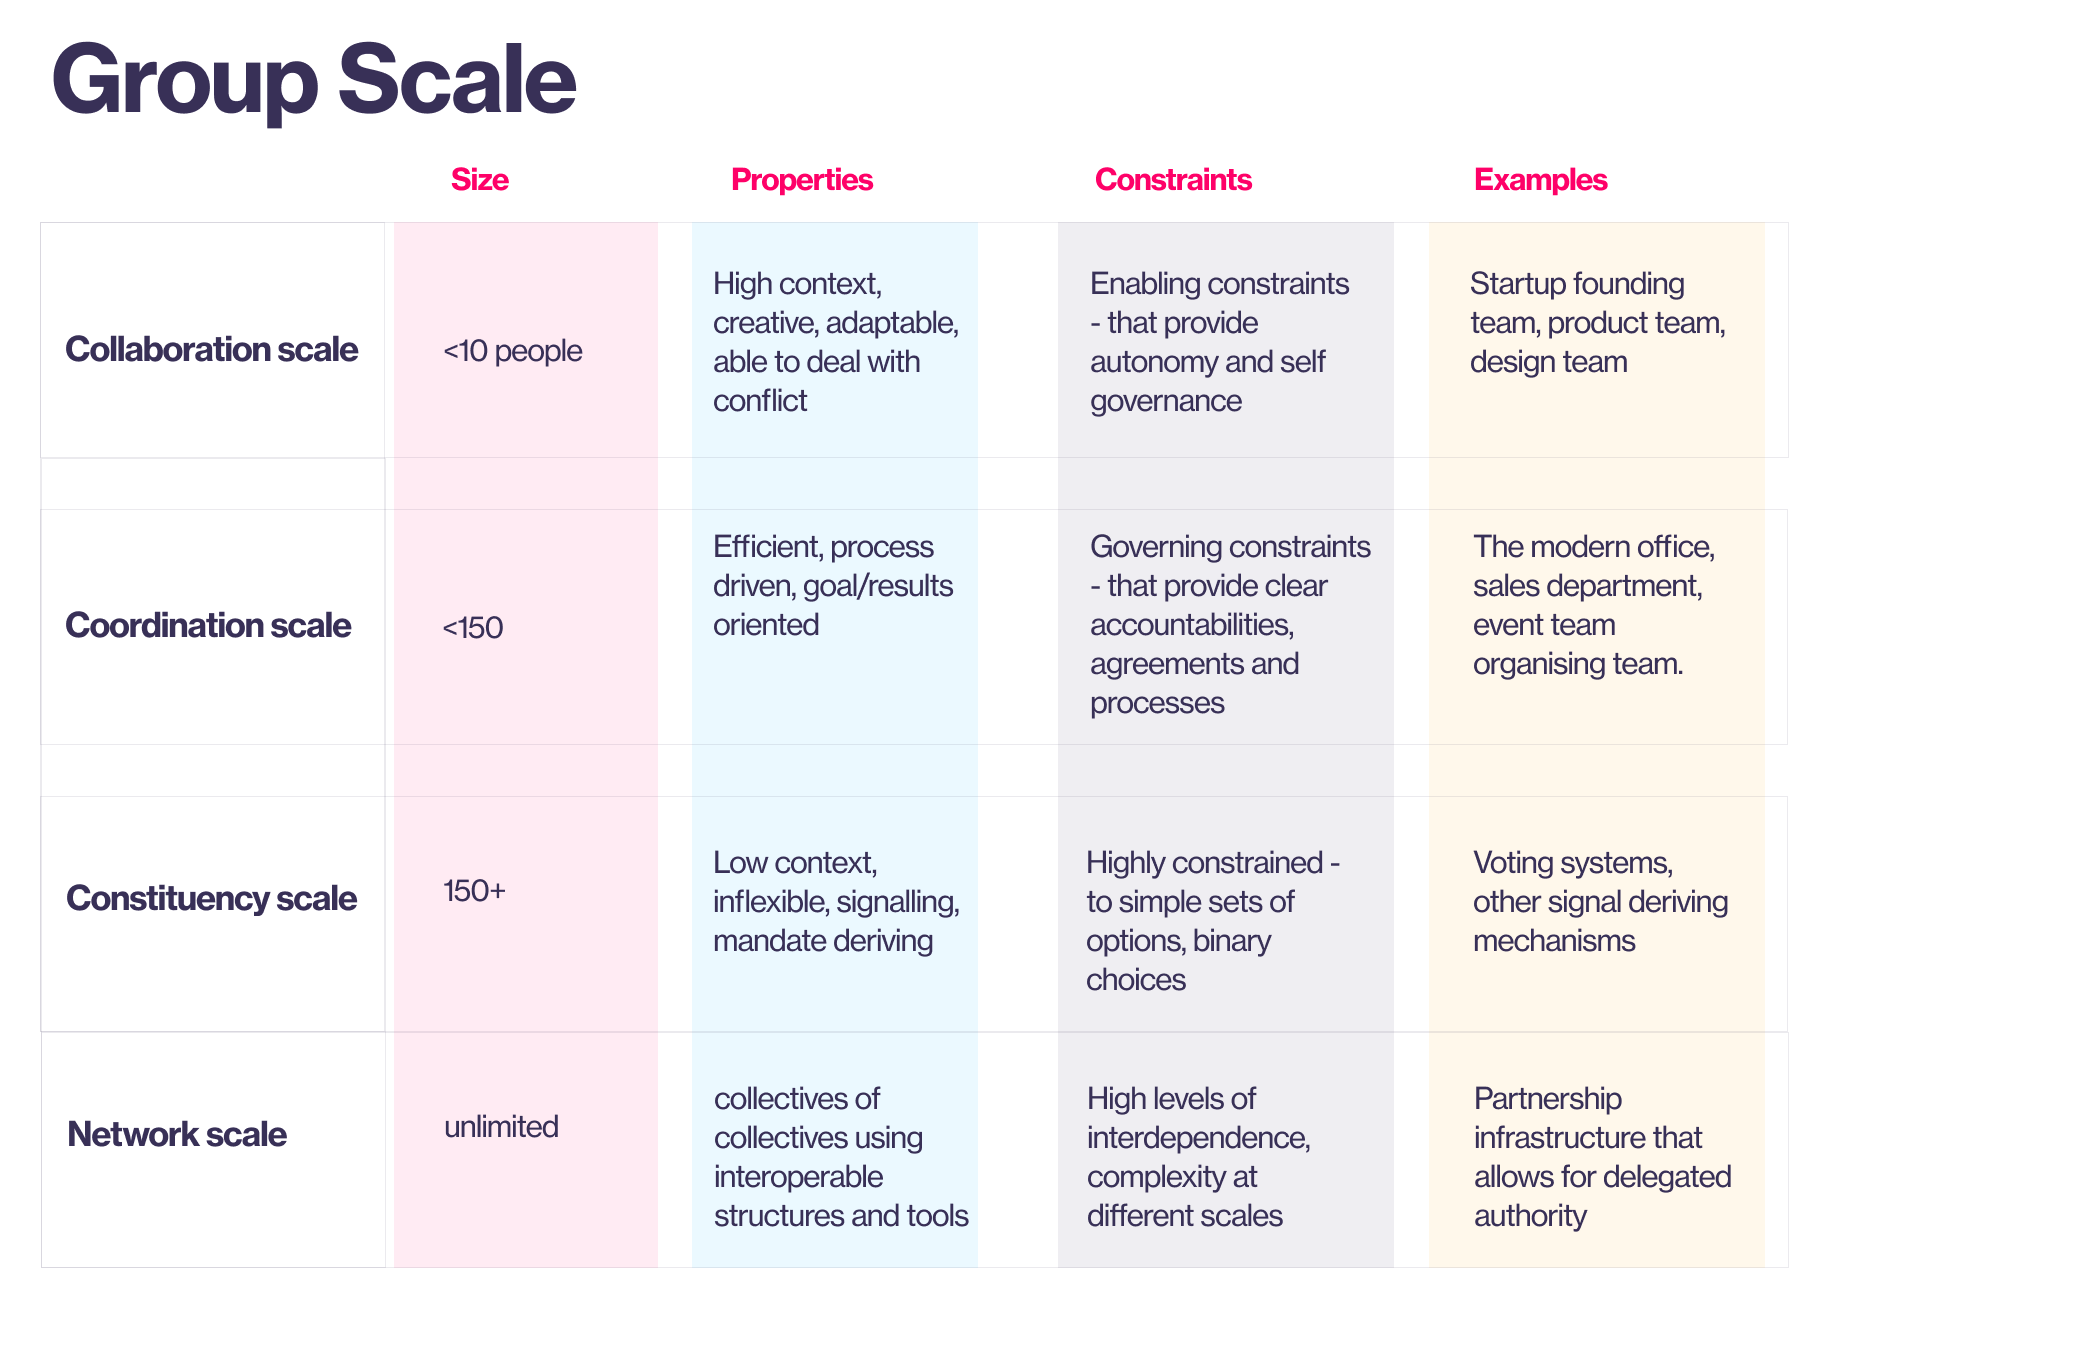 Group Scale
Size
Properties
Constraints
Examples
Collaboration scale
<10 people
High context,
creative, adaptable,
able to deal with
conflict
Enabling constraints
- that provide
autonomy and self
governance
Startup founding
team, product team,
design team
Coordination scale
<150
Efficient, process
driven, goal/results
oriented
Governing constraints
- that provide clear
accountabilities,
agreements and
processes
The modern office,
sales department,
event team
organising team.
Constituency scale
150+
Low context,
inflexible, signalling,
mandate deriving
Highly constrained -
to simple sets of
options, binary
choices
Voting systems,
other signal deriving
mechanisms
Network scale
unlimited
collectives of
collectives using
interoperable
structures and tools
High levels of
interdependence,
complexity at
different scales
Partnership
infrastructure that
allows for delegated
authority